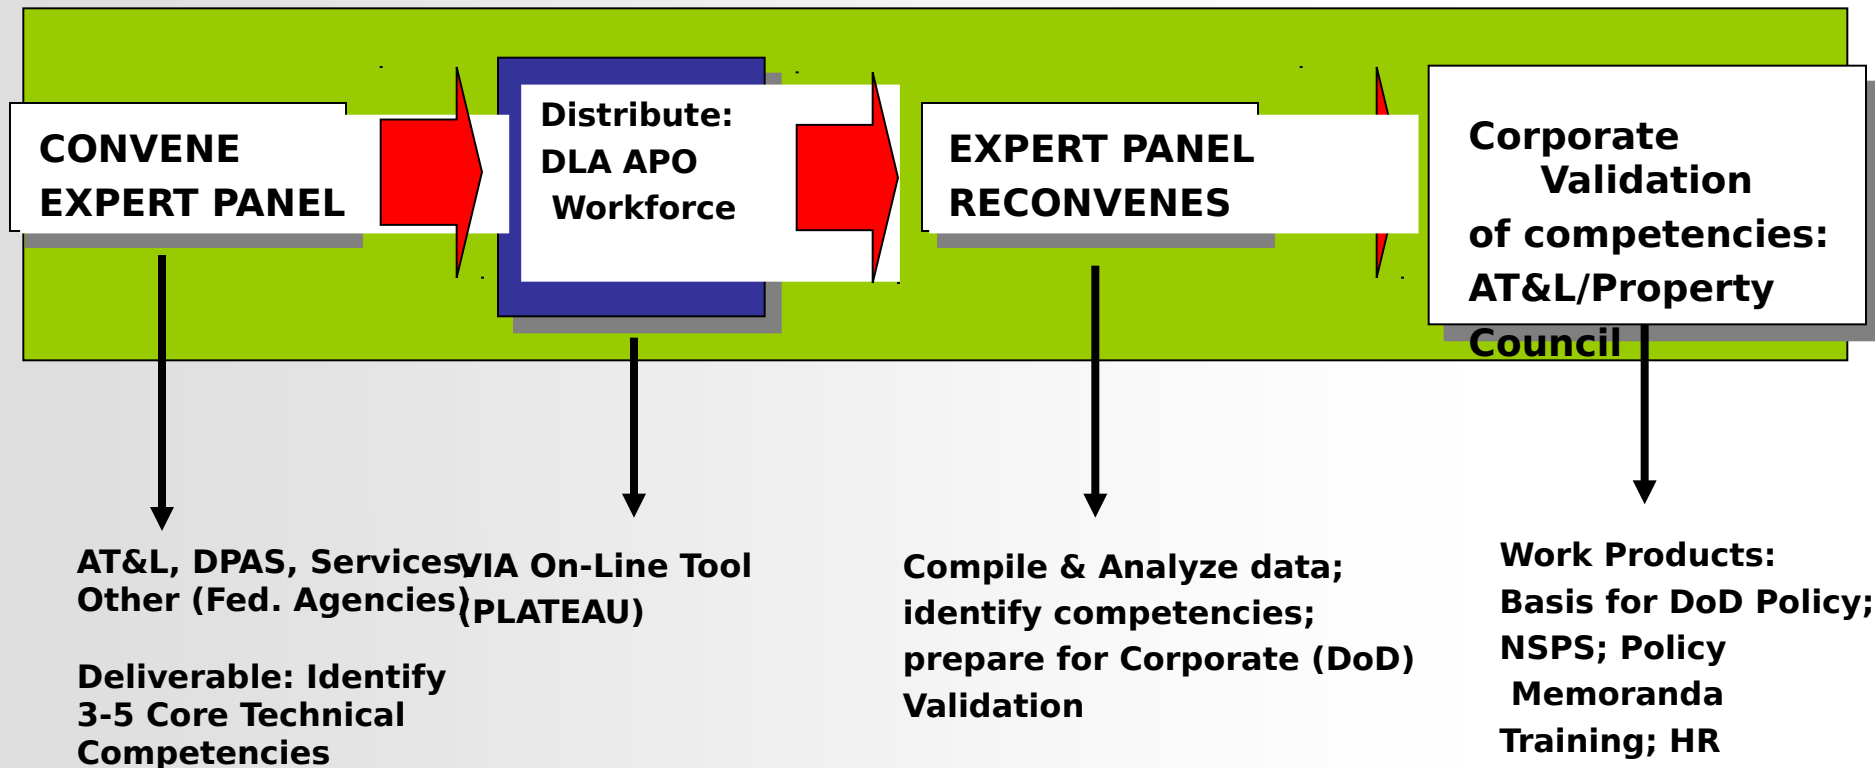 CONVENE
EXPERT PANEL
Distribute:
DLA APO
Workforce
EXPERT PANEL
RECONVENES
Corporate
Validation
of competencies:
AT&L/Property
Council
AT&L, DPAS, Services,
Other (Fed. Agencies)
Deliverable: Identify
3-5 Core Technical
Competencies
VIA On-Line Tool
(PLATEAU)
Compile & Analyze data;
identify competencies;
prepare for Corporate (DoD)
Validation
Work Products:
Basis for DoD Policy;
NSPS; Policy
Memoranda
Training; HR